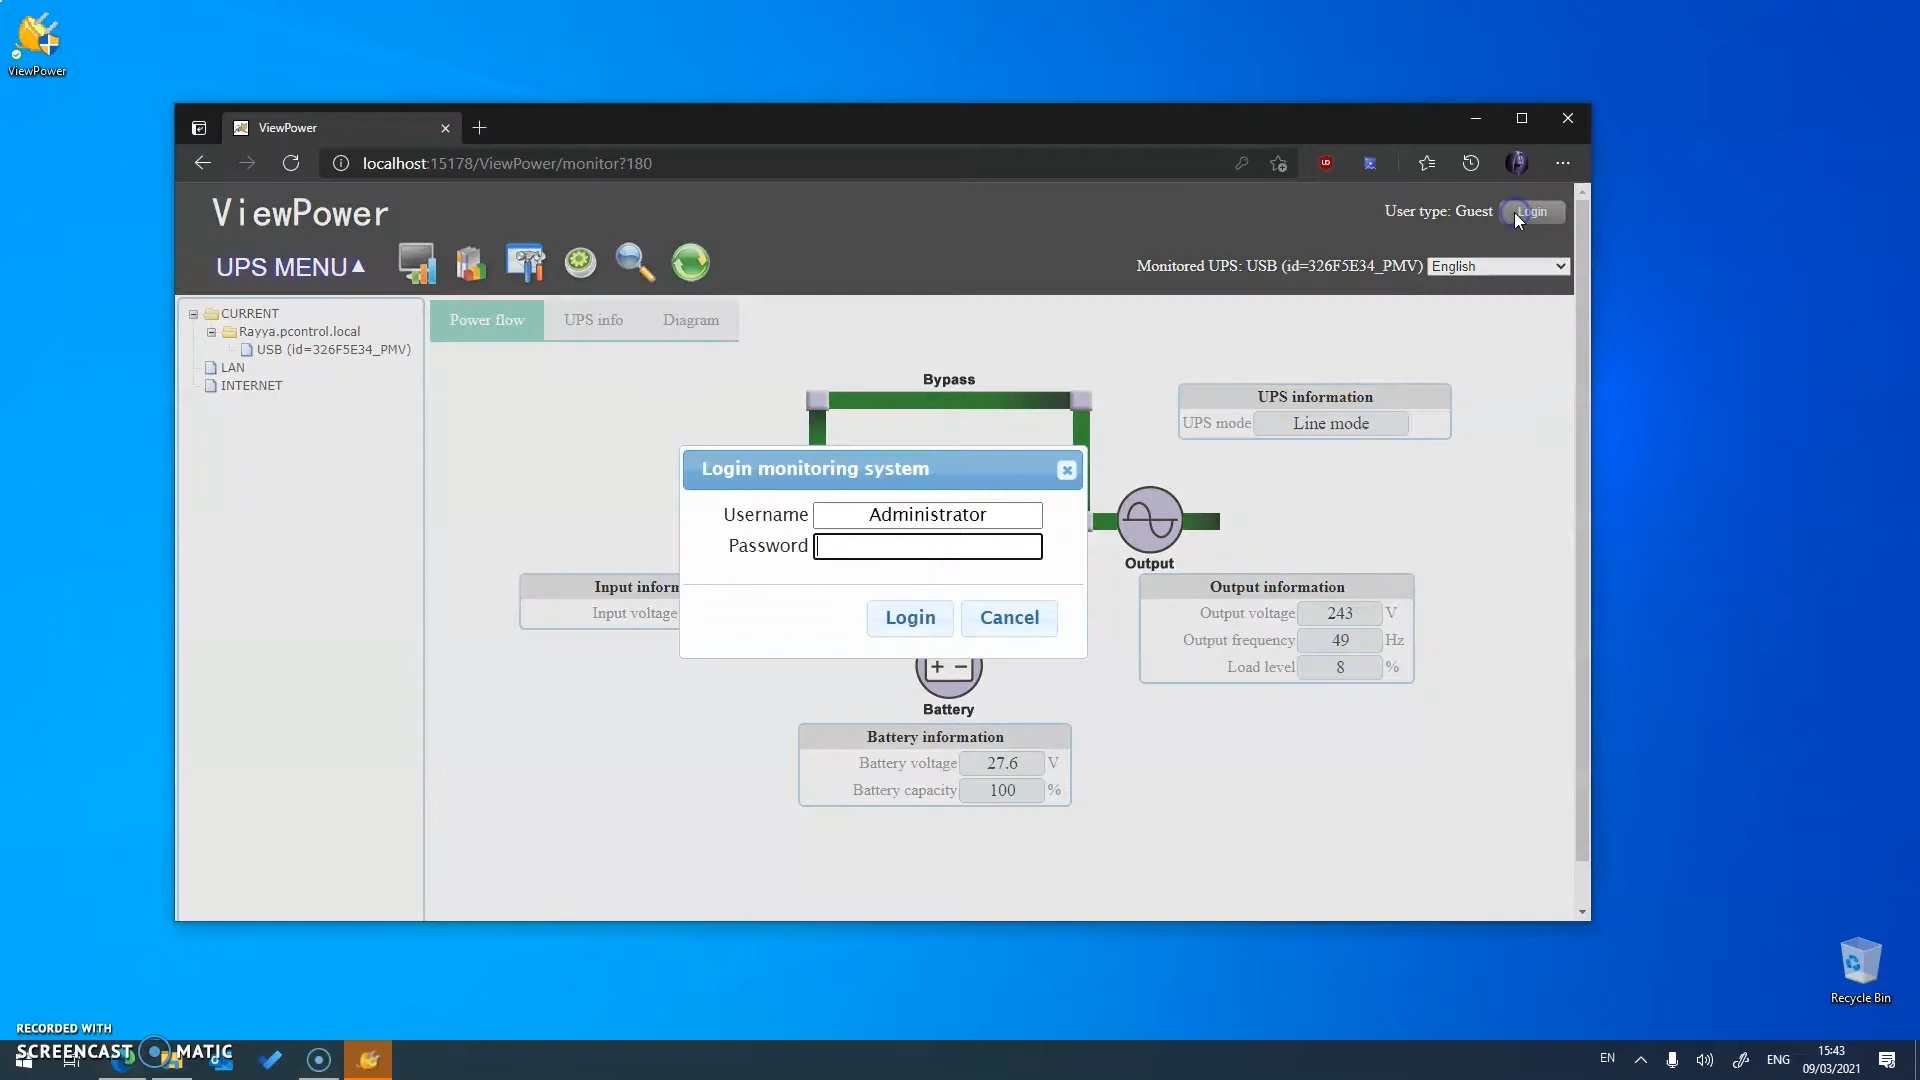 ViewPower
ViewPower
localhost:15178/ViewPower/monitor?180
ViewPower
User type: Guest
Login
UPS MENU▲
Monitored UPS: USB (id=326F5E34_PMV)
English
CURRENT
Rayya.pcontrol.local
USB (id=326F5E34_PMV)
LAN
INTERNET
Power flow
UPS info
Diagram
Bypass
UPS information
UPS mode
Line mode
Login monitoring system
Username
Administrator
Password
Login
Cancel
Output
Input inform
Input voltage
Output information
Output voltage 243 V
Output frequency 49 Hz
Load level 8 %
Battery
Battery information
Battery voltage 27.6 V
Battery capacity 100 %
Recycle Bin
RECORDED WITH
SCREENCAST MATIC
EN
ENG
15:43
09/03/2021